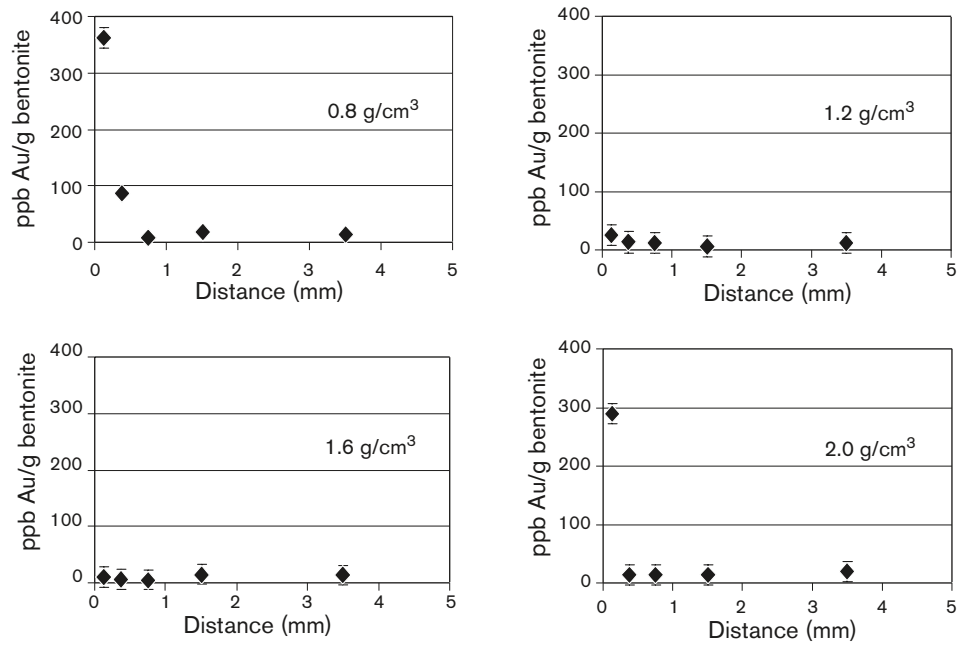 400
300
200
100
0
ppb Au/g bentonite
0.8 g/cm³
0 1 2 3 4 5
Distance (mm)
400
300
200
100
0
ppb Au/g bentonite
1.2 g/cm³
0 1 2 3 4 5
Distance (mm)
400
300
200
100
0
ppb Au/g bentonite
1.6 g/cm³
0 1 2 3 4 5
Distance (mm)
400
300
200
100
0
ppb Au/g bentonite
2.0 g/cm³
0 1 2 3 4 5
Distance (mm)